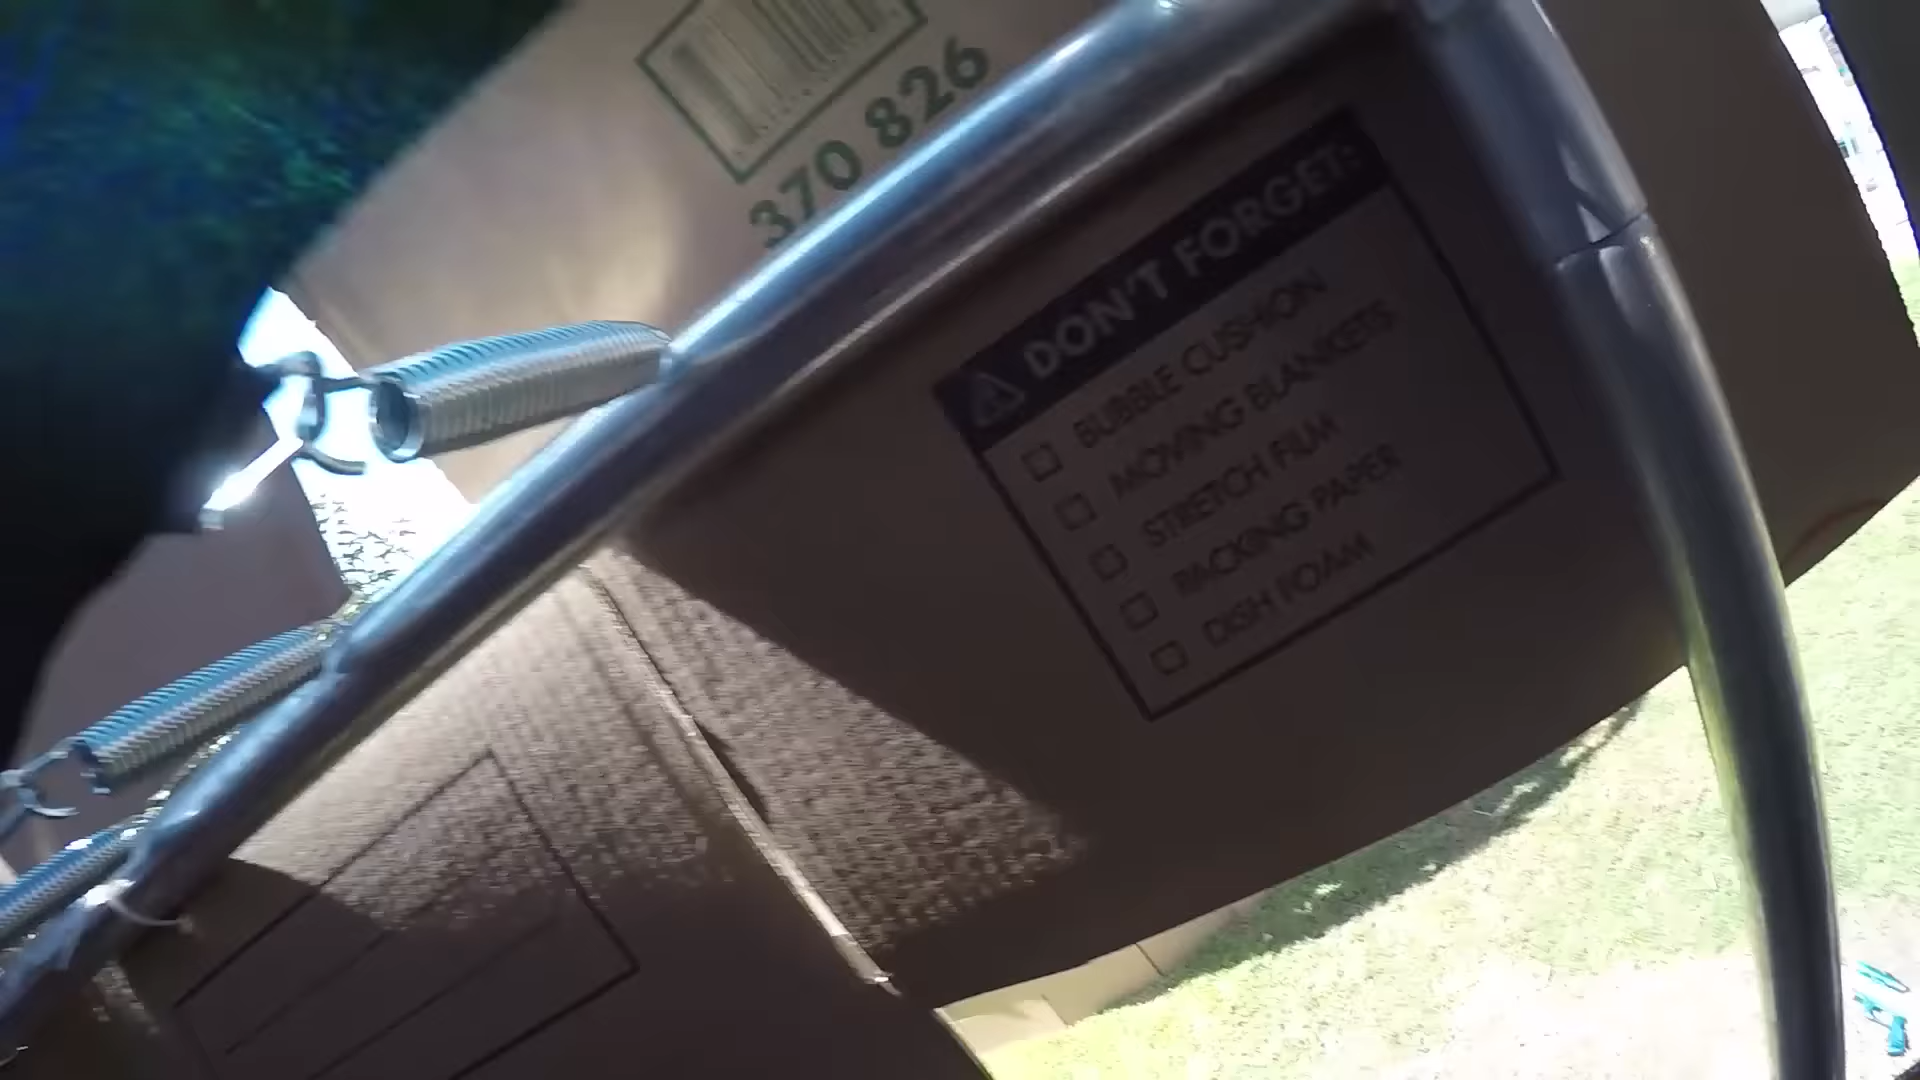 370 826
DON'T FORGET:
BUBBLE CUSHION
MOVING BLANKETS
STRETCH FILM
PACKING PAPER
DISH FOAM